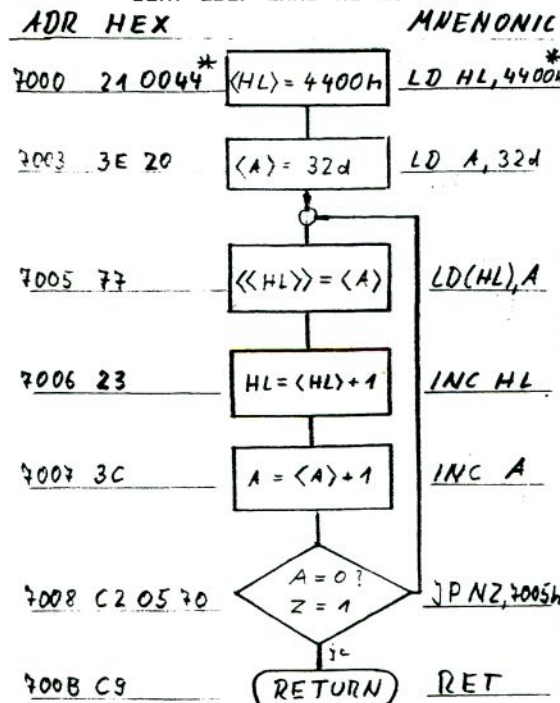 ADR HEX MNENONIC
7000 21 0044* ⟨HL⟩ = 4400h LD HL, 4400h*
7003 3E 20 ⟨A⟩ = 32d LD A, 32d
7005 77 ⟨⟨HL⟩⟩ = ⟨A⟩ LD(HL), A
7006 23 HL = ⟨HL⟩ + 1 INC HL
7007 3C A = ⟨A⟩ + 1 INC A
A = 0 ?
7008 C2 05 70 Z = 1 JP NZ, 7005h
700B C9 RETURN RET